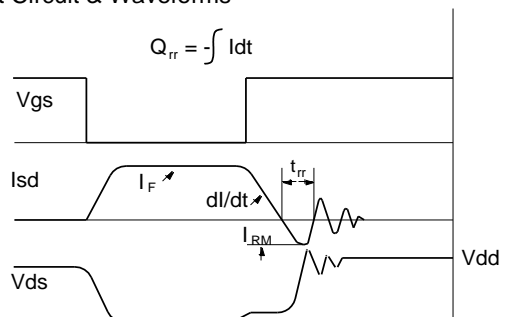 t Circuit & Waveforms
Qrr = -∫ Idt
Vgs
trr
Isd
IF
dI/dt
IRM
Vdd
Vds